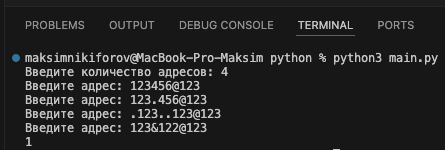 PROBLEMS OUTPUT DEBUG CONSOLE TERMINAL PORTS
maksimnikiforov@MacBook-Pro-Maksim python % python3 main.py
Введите количество адресов: 4
Введите адрес: 123456@123
Введите адрес: 123.456@123
Введите адрес: .123..123@123
Введите адрес: 123&122@123
1